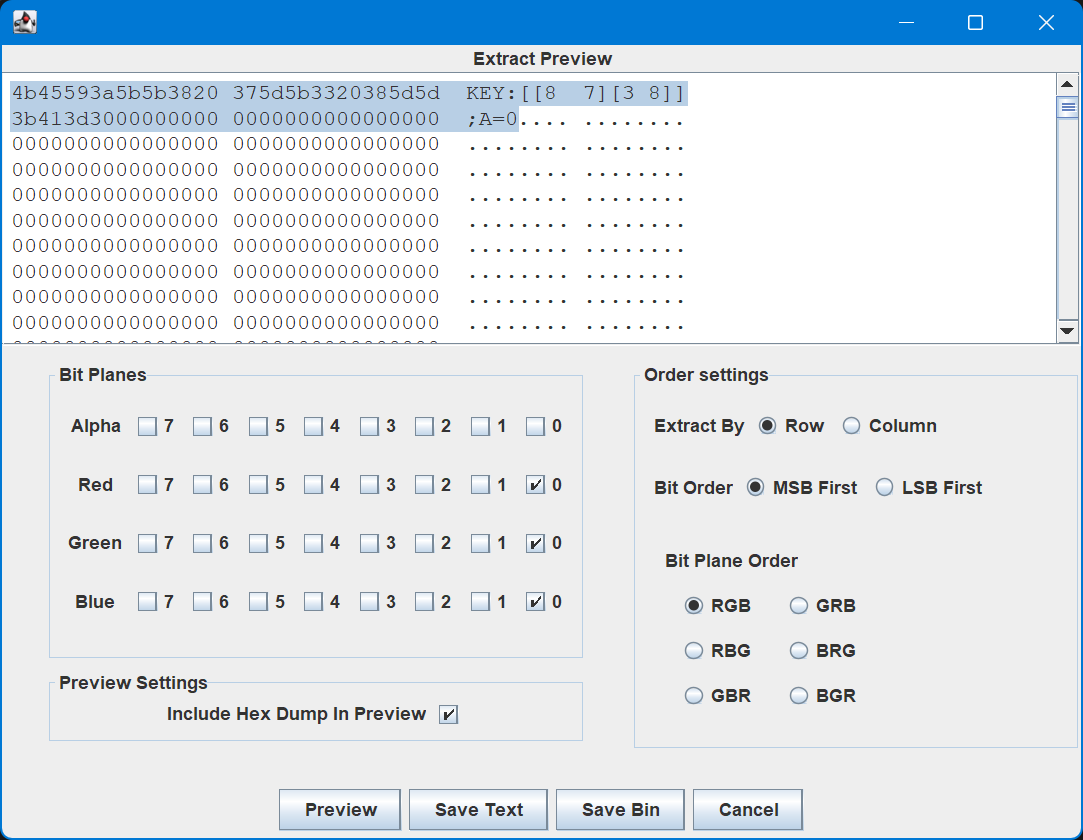 Extract Preview
4b45593a5b5b3820 375d5b3320385d5d KEY:[[8  7][3 8]]
3b413d3000000000 0000000000000000 ;A=0.... ........
0000000000000000 0000000000000000 ........ ........
0000000000000000 0000000000000000 ........ ........
0000000000000000 0000000000000000 ........ ........
0000000000000000 0000000000000000 ........ ........
0000000000000000 0000000000000000 ........ ........
0000000000000000 0000000000000000 ........ ........
0000000000000000 0000000000000000 ........ ........
0000000000000000 0000000000000000 ........ ........
Bit Planes
Alpha 7 6 5 4 3 2 1 0
Red 7 6 5 4 3 2 1 0
Green 7 6 5 4 3 2 1 0
Blue 7 6 5 4 3 2 1 0
Preview Settings
Include Hex Dump In Preview
Order settings
Extract By Row Column
Bit Order MSB First LSB First
Bit Plane Order
RGB GRB
RBG BRG
GBR BGR
Preview Save Text Save Bin Cancel